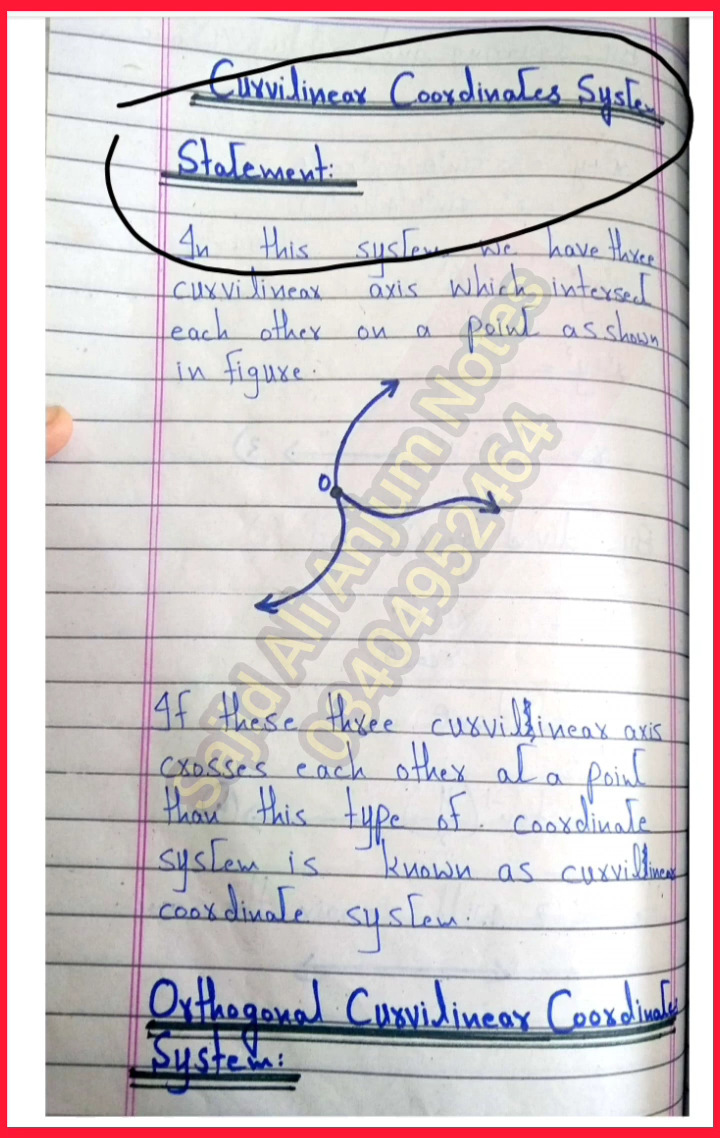 Curvilinear Coordinates System
Statement:
In this system we have three
curvilinear axis which intersect
each other on a point as shown
in figure.
O
If these three curvilinear axis
crosses each other at a point
than this type of coordinate
system is known as curvilinear
coordinate system.
Orthogonal Curvilinear Coordinates
System:
Sajid Ali Anjum Notes
03404952464